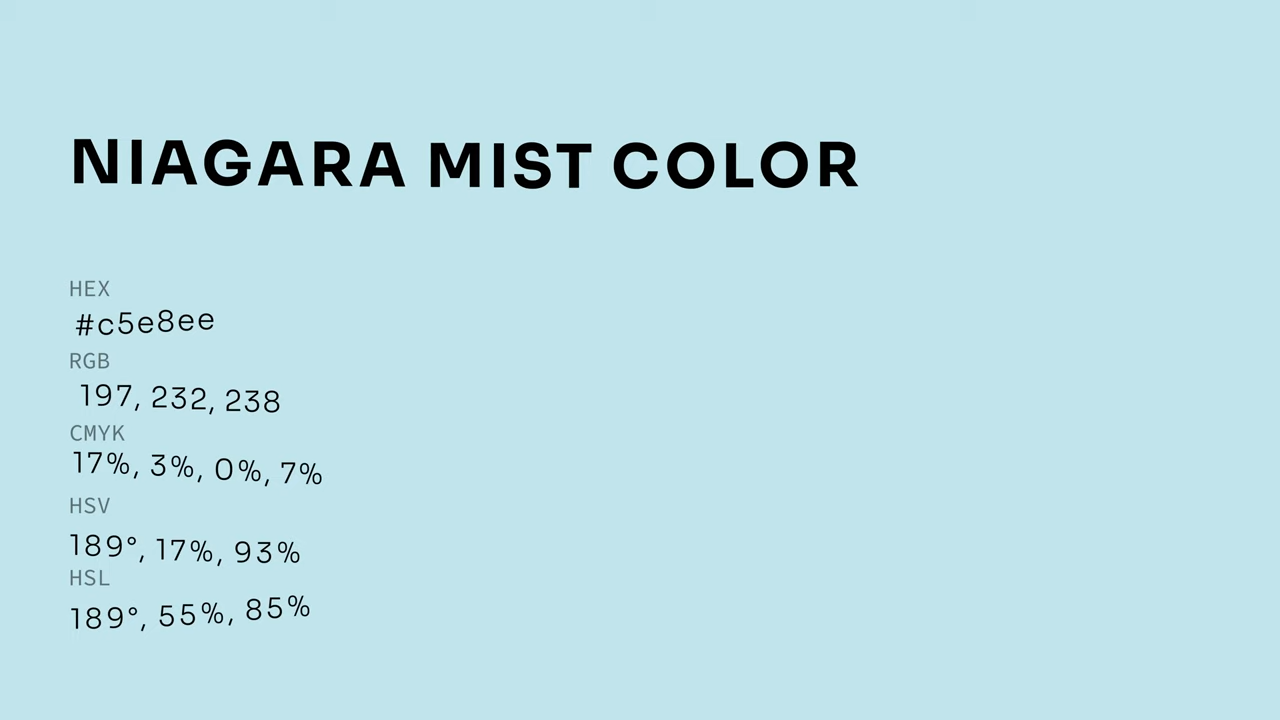 NIAGARA MIST COLOR
HEX
#c5e8ee
RGB
197, 232, 238
CMYK
17%, 3%, 0%, 7%
HSV
189°, 17%, 93%
HSL
189°, 55%, 85%